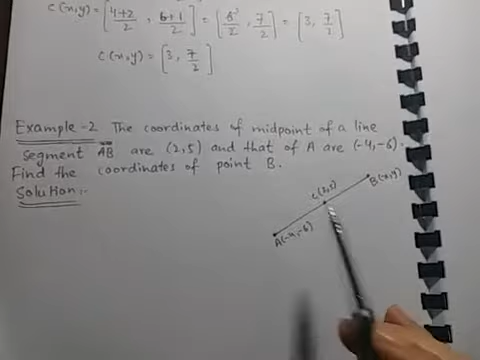 C(x,y) = [4+2/2 , 6+1/2] = [6³/2 , 7/2] = [3, 7/2]
C(x,y) = [3, 7/2]
Example-2 The coordinates of midpoint of a line
segment AB are (2,5) and that of A are (-4,-6).
Find the coordinates of point B.
Solution:-
B(x,y)
C(2,5)
A(-4,-6)